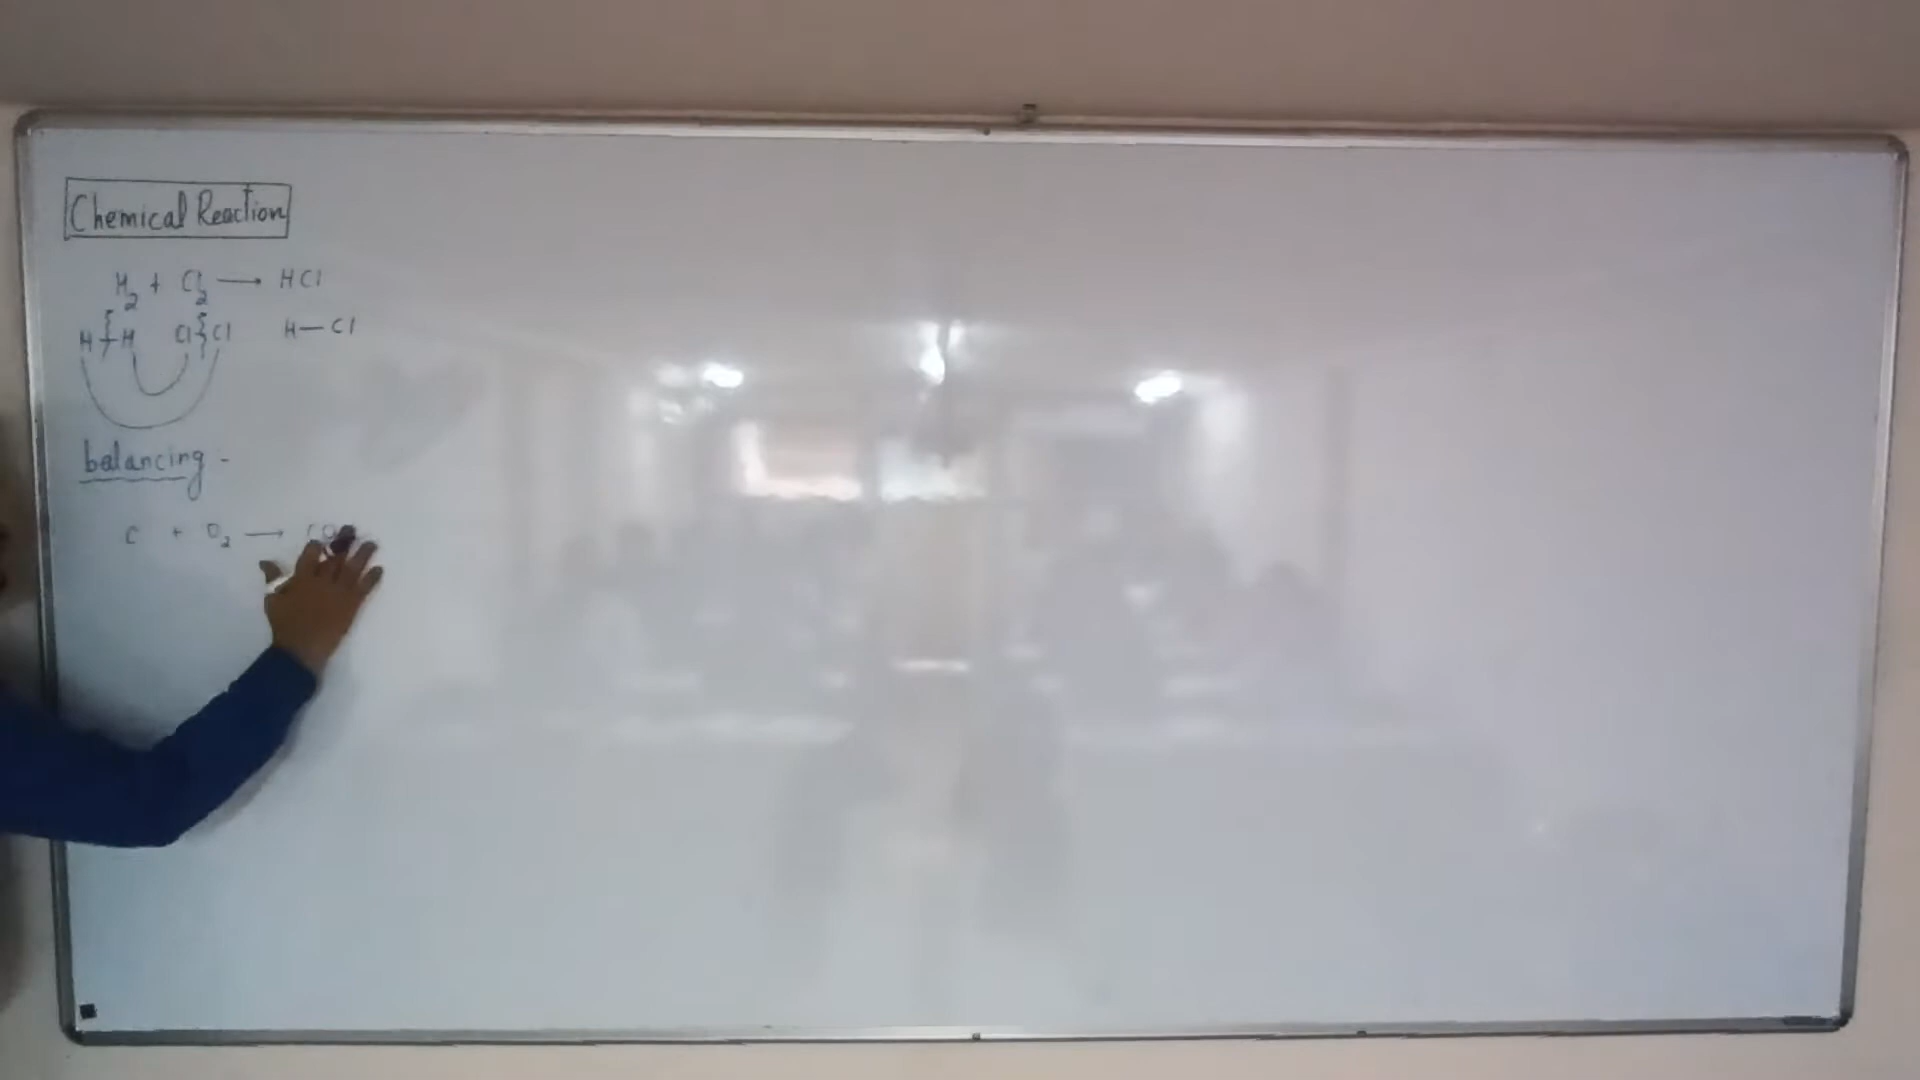 Chemical Reaction
H₂ + Cl₂ ⟶ HCl
H-H Cl Cl H—Cl
balancing -
C + O₂ ⟶